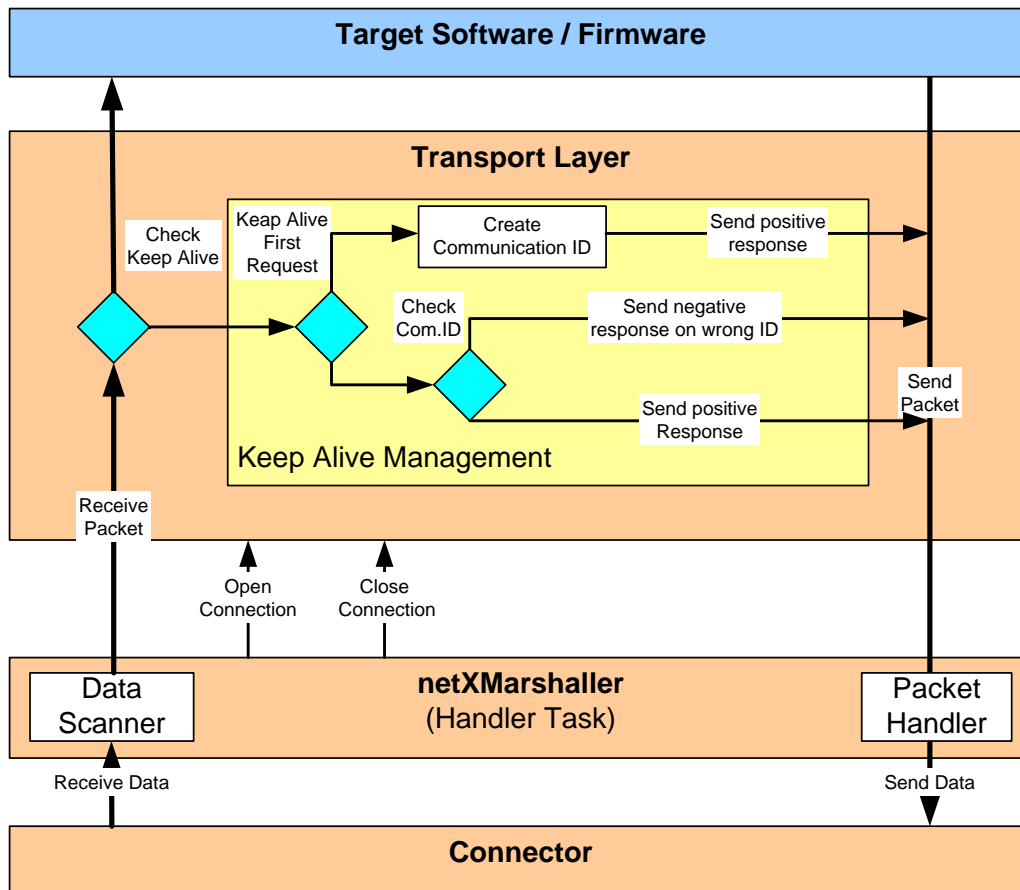 Target Software / Firmware
Transport Layer
Check
Keep Alive
Keap Alive
First
Request
Create
Communication ID
Send positive
response
Check
Com.ID
Send negative
response on wrong ID
Send positive
Response
Send
Packet
Keep Alive Management
Receive
Packet
Open
Connection
Close
Connection
Data
Scanner
netXMarshaller
(Handler Task)
Packet
Handler
Receive Data
Send Data
Connector